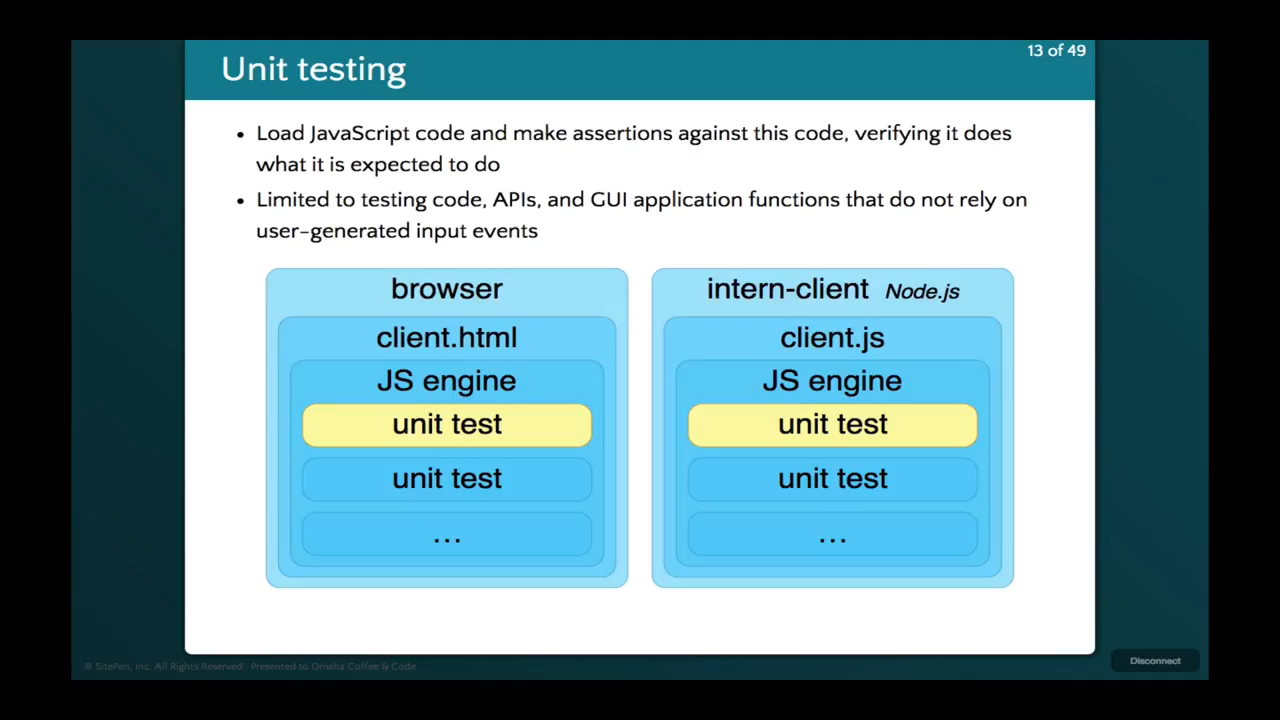 13 of 49
Unit testing
• Load JavaScript code and make assertions against this code, verifying it does
what it is expected to do
• Limited to testing code, APIs, and GUI application functions that do not rely on
user-generated input events
browser
client.html
JS engine
unit test
unit test
...
intern-client Node.js
client.js
JS engine
unit test
unit test
...
© SitePen, Inc. All Rights Reserved · Presented to Omaha Coffee & Code
Disconnect